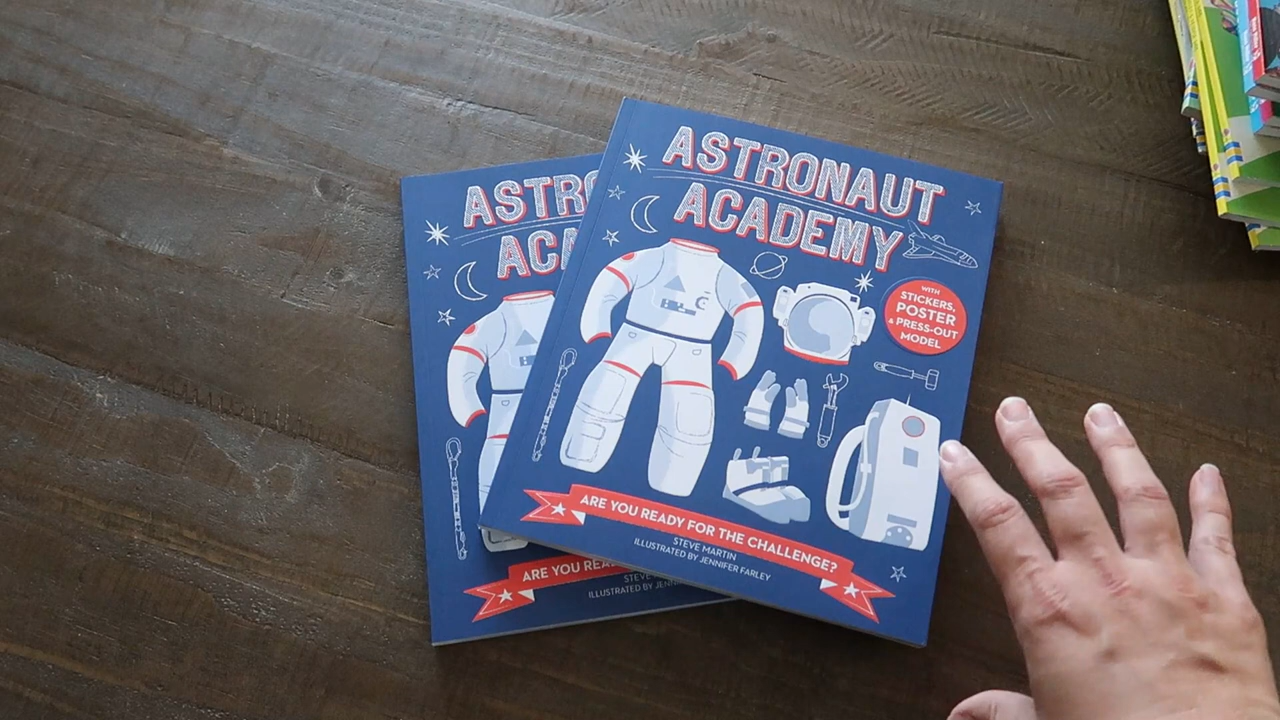 ASTRONAUT
ACADEMY
WITH
STICKERS,
POSTER
& PRESS-OUT
MODEL
ARE YOU READY FOR THE CHALLENGE?
STEVE MARTIN
ILLUSTRATED BY JENNIFER FARLEY
ASTRO
ACA
ARE YOU REA
STEVE
ILLUSTRATED BY JENN